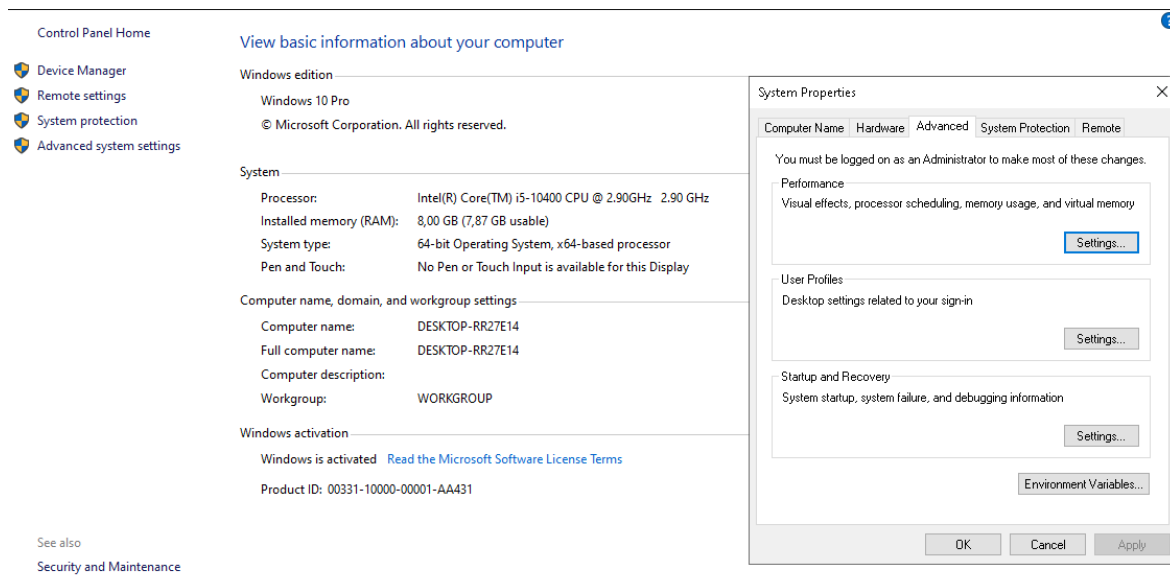 Control Panel Home
Device Manager
Remote settings
System protection
Advanced system settings
See also
Security and Maintenance
View basic information about your computer
Windows edition
Windows 10 Pro
© Microsoft Corporation. All rights reserved.
System
Processor: Intel(R) Core(TM) i5-10400 CPU @ 2.90GHz 2.90 GHz
Installed memory (RAM): 8,00 GB (7,87 GB usable)
System type: 64-bit Operating System, x64-based processor
Pen and Touch: No Pen or Touch Input is available for this Display
Computer name, domain, and workgroup settings
Computer name: DESKTOP-RR27E14
Full computer name: DESKTOP-RR27E14
Computer description:
Workgroup: WORKGROUP
Windows activation
Windows is activated Read the Microsoft Software License Terms
Product ID: 00331-10000-00001-AA431
System Properties
Computer Name Hardware Advanced System Protection Remote
You must be logged on as an Administrator to make most of these changes.
Performance
Visual effects, processor scheduling, memory usage, and virtual memory
Settings...
User Profiles
Desktop settings related to your sign-in
Settings...
Startup and Recovery
System startup, system failure, and debugging information
Settings...
Environment Variables...
OK Cancel Apply